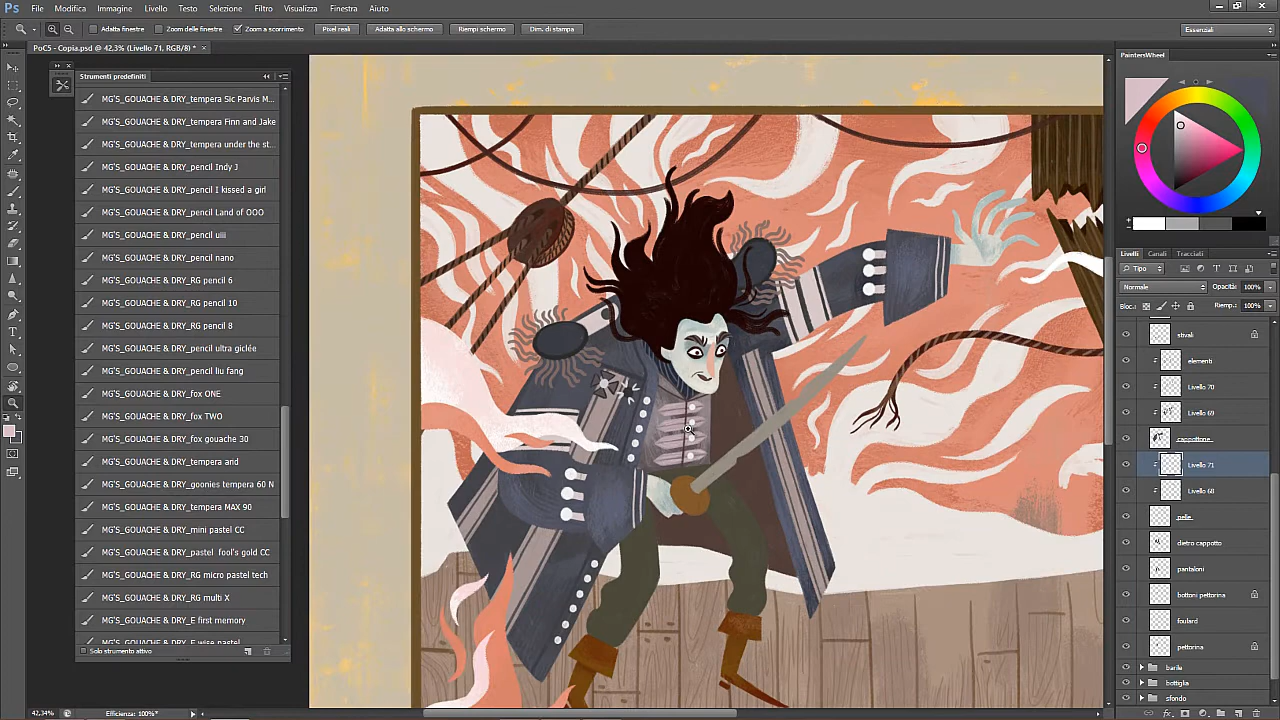 Ps File Modifica Immagine Livello Testo Selezione Filtro Visualizza Finestra Aiuto
Adatta finestre Zoom delle finestre Zoom a scorrimento Pixel reali Adatta allo schermo Riempi schermo Dim. di stampa Essenziali
PoC5 - Copia.psd @ 42,3% (Livello 71, RGB/8) * ×
Strumenti predefiniti
MG'S_GOUACHE & DRY_tempera Sic Parvis M...
MG'S_GOUACHE & DRY_tempera Finn and Jake
MG'S_GOUACHE & DRY_tempera under the st...
MG'S_GOUACHE & DRY_pencil Indy J
MG'S_GOUACHE & DRY_pencil I kissed a girl
MG'S_GOUACHE & DRY_pencil Land of OOO
MG'S_GOUACHE & DRY_pencil uiii
MG'S_GOUACHE & DRY_pencil nano
MG'S_GOUACHE & DRY_RG pencil 6
MG'S_GOUACHE & DRY_RG pencil 10
MG'S_GOUACHE & DRY_RG pencil 8
MG'S_GOUACHE & DRY_pencil ultra giclée
MG'S_GOUACHE & DRY_pencil liu fang
MG'S_GOUACHE & DRY_fox ONE
MG'S_GOUACHE & DRY_fox TWO
MG'S_GOUACHE & DRY_fox gouache 30
MG'S_GOUACHE & DRY_tempera and
MG'S_GOUACHE & DRY_goonies tempera 60 N
MG'S_GOUACHE & DRY_tempera MAX 90
MG'S_GOUACHE & DRY_mini pastel CC
MG'S_GOUACHE & DRY_pastel fool's gold CC
MG'S_GOUACHE & DRY_RG micro pastel tech
MG'S_GOUACHE & DRY_RG multi X
MG'S_GOUACHE & DRY_E first memory
MG'S_GOUACHE & DRY_E wise pastel
Solo strumento attivo
PaintersWheel
Livelli Canali Tracciati
Tipo
Normale Opacità: 100%
Bloc.: Riemp.: 100%
stivali
elementi
Livello 70
Livello 69
cappottone
Livello 71
Livello 68
pelle
dietro cappotto
pantaloni
bottoni pettorina
foulard
pettorina
barile
bottiglia
sfondo
42,34% Efficienza: 100%*